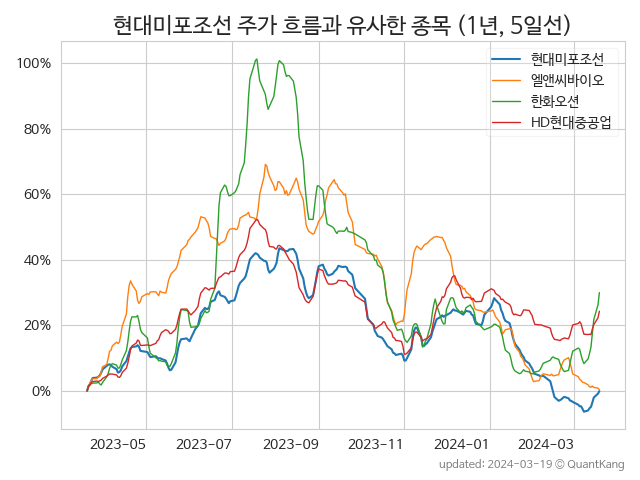 현대미포조선 주가 흐름과 유사한 종목 (1년, 5일선)
현대미포조선
엘앤씨바이오
한화오션
HD현대중공업
100%
80%
60%
40%
20%
0%
2023-05 2023-07 2023-09 2023-11 2024-01 2024-03
updated: 2024-03-19 © QuantKang